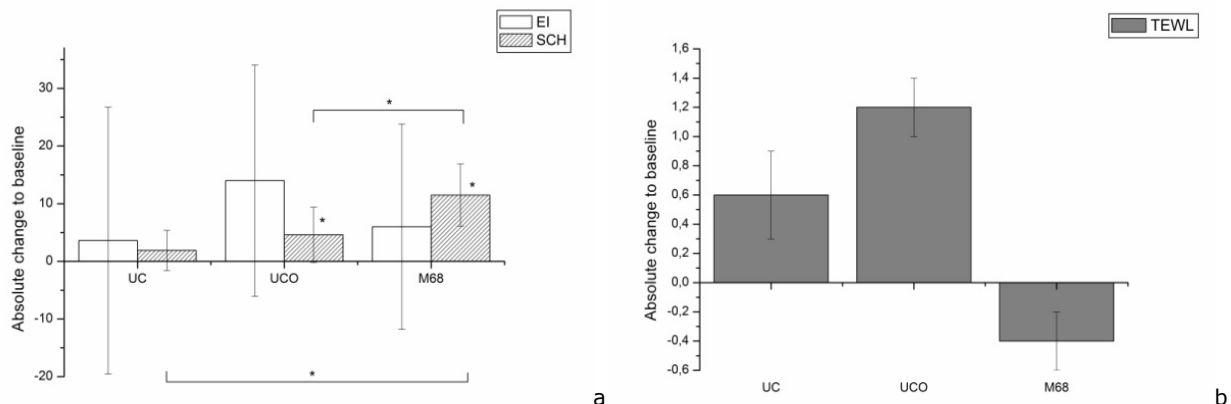 EI
SCH
Absolute change to baseline
30
20
10
0
-10
-20
*
*
*
*
UC
UCO
M68
a
TEWL
Absolute change to baseline
1,6
1,4
1,2
1,0
0,8
0,6
0,4
0,2
0,0
-0,2
-0,4
-0,6
UC
UCO
M68
b